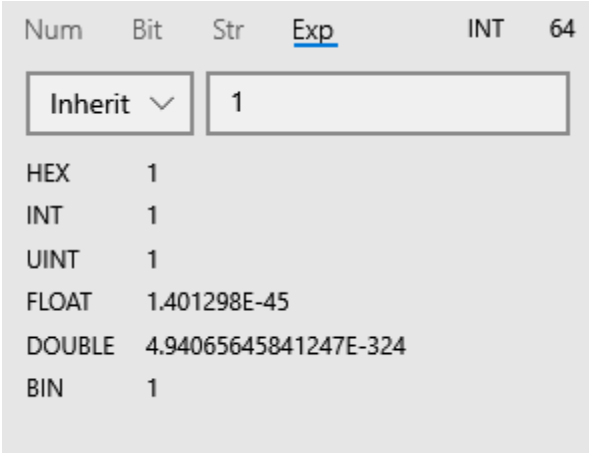 Num Bit Str Exp INT 64
Inherit 1
HEX 1
INT 1
UINT 1
FLOAT 1.401298E-45
DOUBLE 4.94065645841247E-324
BIN 1